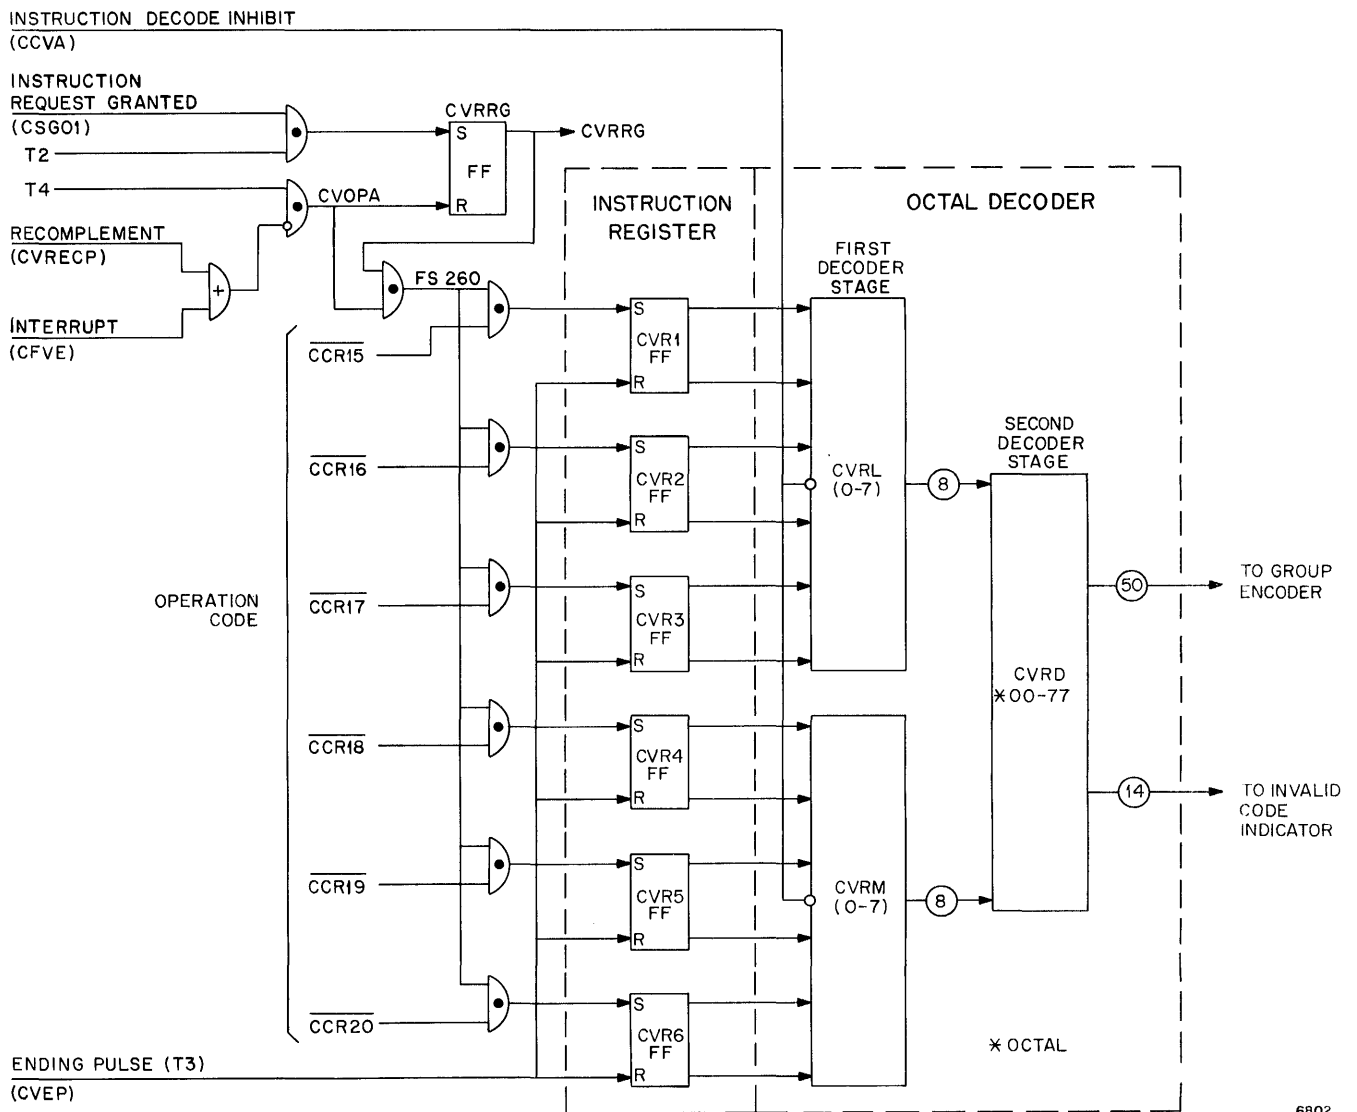 INSTRUCTION DECODE INHIBIT
(CCVA)
INSTRUCTION
REQUEST GRANTED
(CSG01)
T2
T4
RECOMPLEMENT
(CVRECP)
INTERRUPT
(CFVE)
CVRRG
S
FF
R
CVRRG
CVOPA
+
FS 260
OPERATION
CODE
CCR15
CCR16
CCR17
CCR18
CCR19
CCR20
ENDING PULSE (T3)
(CVEP)
INSTRUCTION
REGISTER
S
CVR1
FF
R
S
CVR2
FF
R
S
CVR3
FF
R
S
CVR4
FF
R
S
CVR5
FF
R
S
CVR6
FF
R
OCTAL DECODER
FIRST
DECODER
STAGE
CVRL
(0-7)
8
CVRM
(0-7)
8
SECOND
DECODER
STAGE
CVRD
*00-77
50
14
TO GROUP
ENCODER
TO INVALID
CODE
INDICATOR
* OCTAL
6802